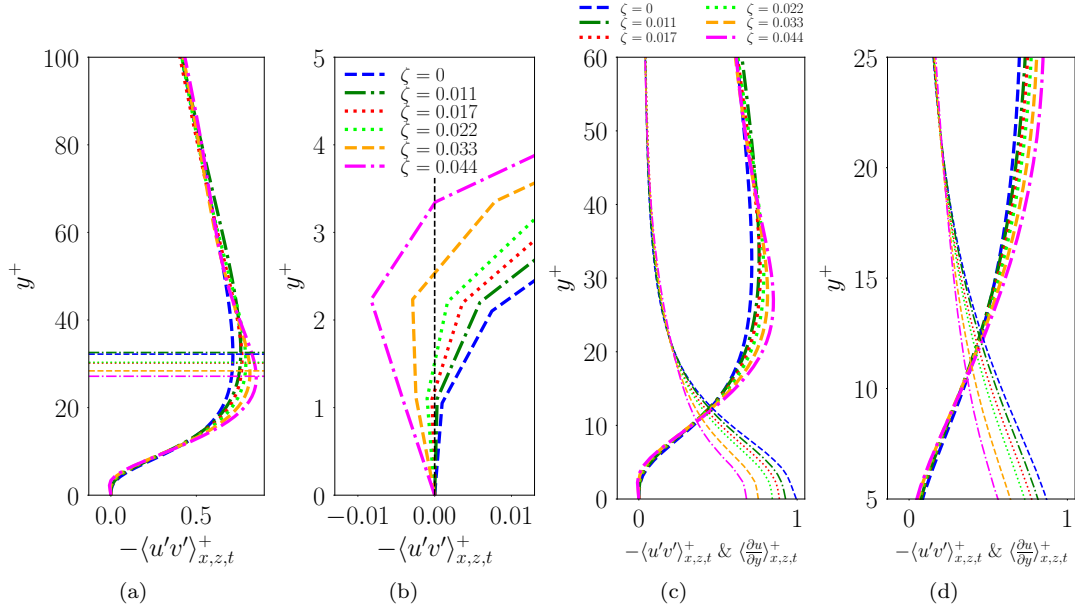 ζ = 0
ζ = 0.011
ζ = 0.017
ζ = 0.022
ζ = 0.033
ζ = 0.044
100
80
60
40
20
0
y⁺
0.5
−⟨u′v′⟩⁺x,z,t
(a)
5
4
3
2
1
0
y⁺
ζ = 0
ζ = 0.011
ζ = 0.017
ζ = 0.022
ζ = 0.033
ζ = 0.044
−0.01
0.00
0.01
−⟨u′v′⟩⁺x,z,t
(b)
60
50
40
30
20
10
0
y⁺
0
1
−⟨u′v′⟩⁺x,z,t & ⟨∂u/∂y⟩⁺x,z,t
(c)
25
20
15
10
5
y⁺
0
1
−⟨u′v′⟩⁺x,z,t & ⟨∂u/∂y⟩⁺x,z,t
(d)